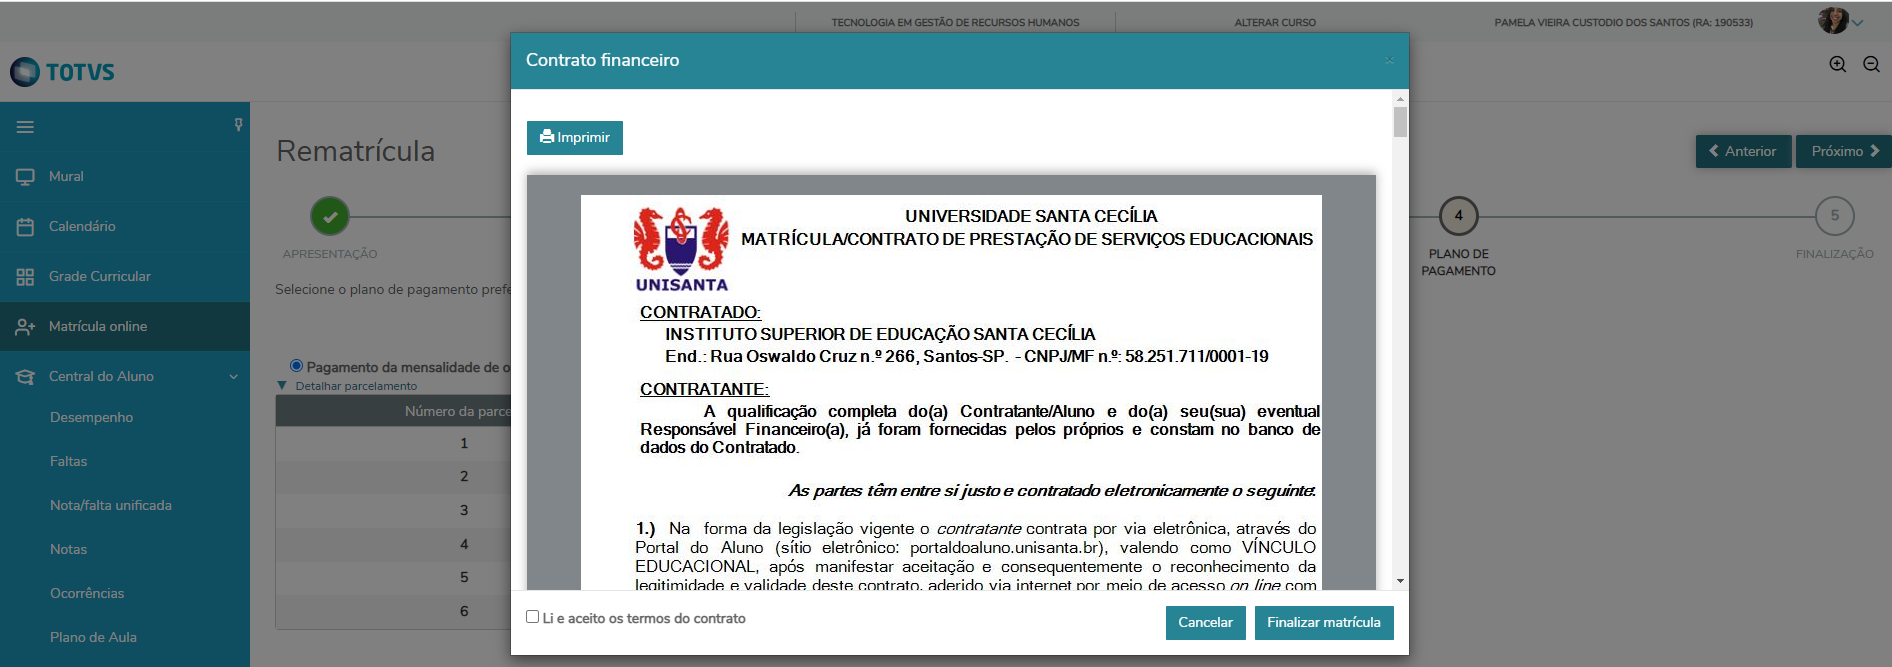 TECNOLOGIA EM GESTÃO DE RECURSOS HUMANOS
ALTERAR CURSO
PAMELA VIEIRA CUSTODIO DOS SANTOS (RA: 190533)
TOTVS
Mural
Calendário
Grade Curricular
Matrícula online
Central do Aluno
Desempenho
Faltas
Nota/falta unificada
Notas
Ocorrências
Plano de Aula
Rematrícula
Anterior
Próximo
APRESENTAÇÃO
4
PLANO DE
PAGAMENTO
5
FINALIZAÇÃO
Selecione o plano de pagamento prefe
Pagamento da mensalidade de o
Detalhar parcelamento
Número da parce
1
2
3
4
5
6
Contrato financeiro
×
Imprimir
UNISANTA
UNIVERSIDADE SANTA CECÍLIA
MATRÍCULA/CONTRATO DE PRESTAÇÃO DE SERVIÇOS EDUCACIONAIS
CONTRATADO:
INSTITUTO SUPERIOR DE EDUCAÇÃO SANTA CECÍLIA
End.: Rua Oswaldo Cruz n.º 266, Santos-SP. - CNPJ/MF n.º: 58.251.711/0001-19
CONTRATANTE:
A qualificação completa do(a) Contratante/Aluno e do(a) seu(sua) eventual
Responsável Financeiro(a), já foram fornecidas pelos próprios e constam no banco de
dados do Contratado.
As partes têm entre si justo e contratado eletronicamente o seguinte:
1.) Na forma da legislação vigente o contratante contrata por via eletrônica, através do
Portal do Aluno (sítio eletrônico: portaldoaluno.unisanta.br), valendo como VÍNCULO
EDUCACIONAL, após manifestar aceitação e consequentemente o reconhecimento da
legitimidade e validade deste contrato, aderido via internet por meio de acesso on line com
Li e aceito os termos do contrato
Cancelar
Finalizar matrícula